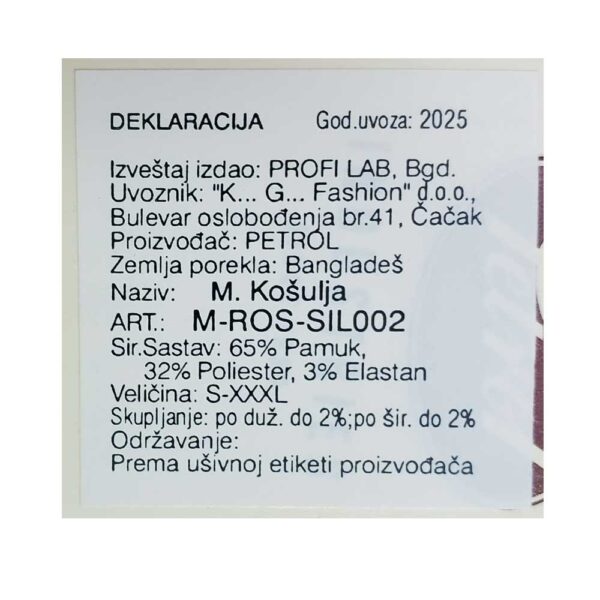 DEKLARACIJA God.uvoza: 2025
Izveštaj izdao: PROFI LAB, Bgd.
Uvoznik: "K... G... Fashion" d.o.o.,
Bulevar oslobođenja br.41, Čačak
Proizvođač: PETROL
Zemlja porekla: Bangladeš
Naziv: M. Košulja
ART.: M-ROS-SIL002
Sir.Sastav: 65% Pamuk,
32% Poliester, 3% Elastan
Veličina: S-XXXL
Skupljanje: po duž. do 2%;po šir. do 2%
Održavanje:
Prema ušivnoj etiketi proizvođača